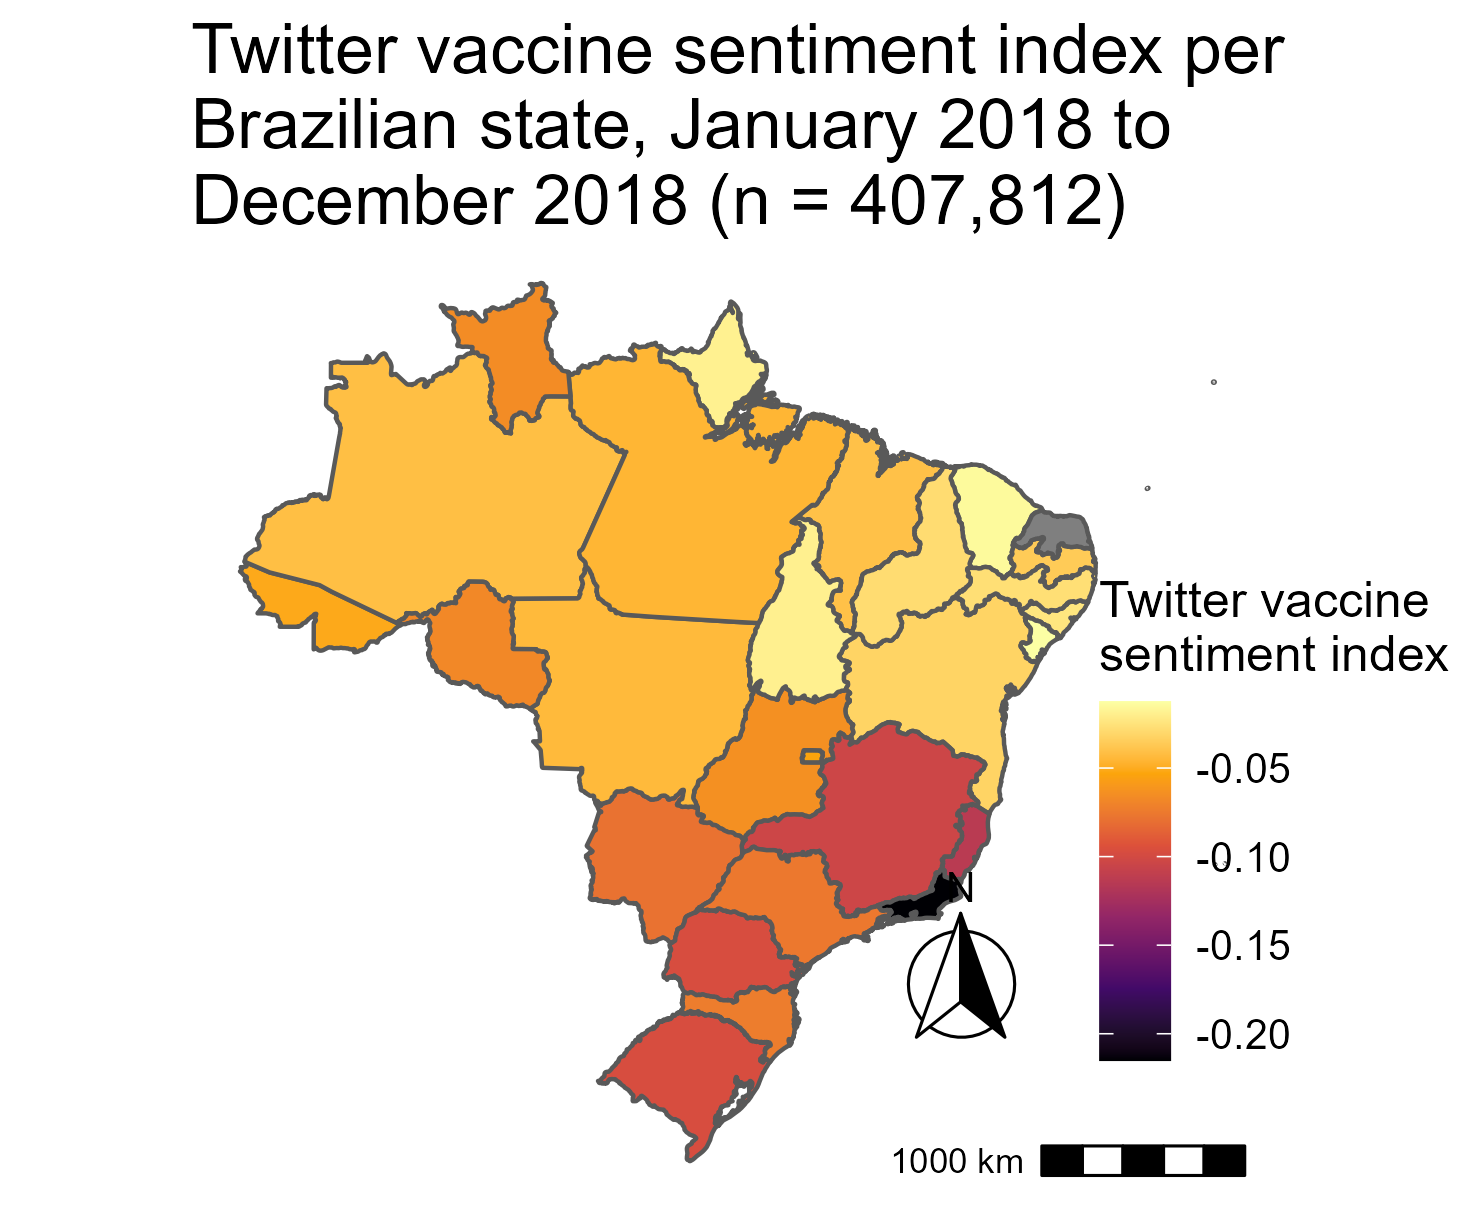 Twitter vaccine sentiment index per
Brazilian state, January 2018 to
December 2018 (n = 407,812)
Twitter vaccine
sentiment index
-0.05
-0.10
N
-0.15
-0.20
1000 km